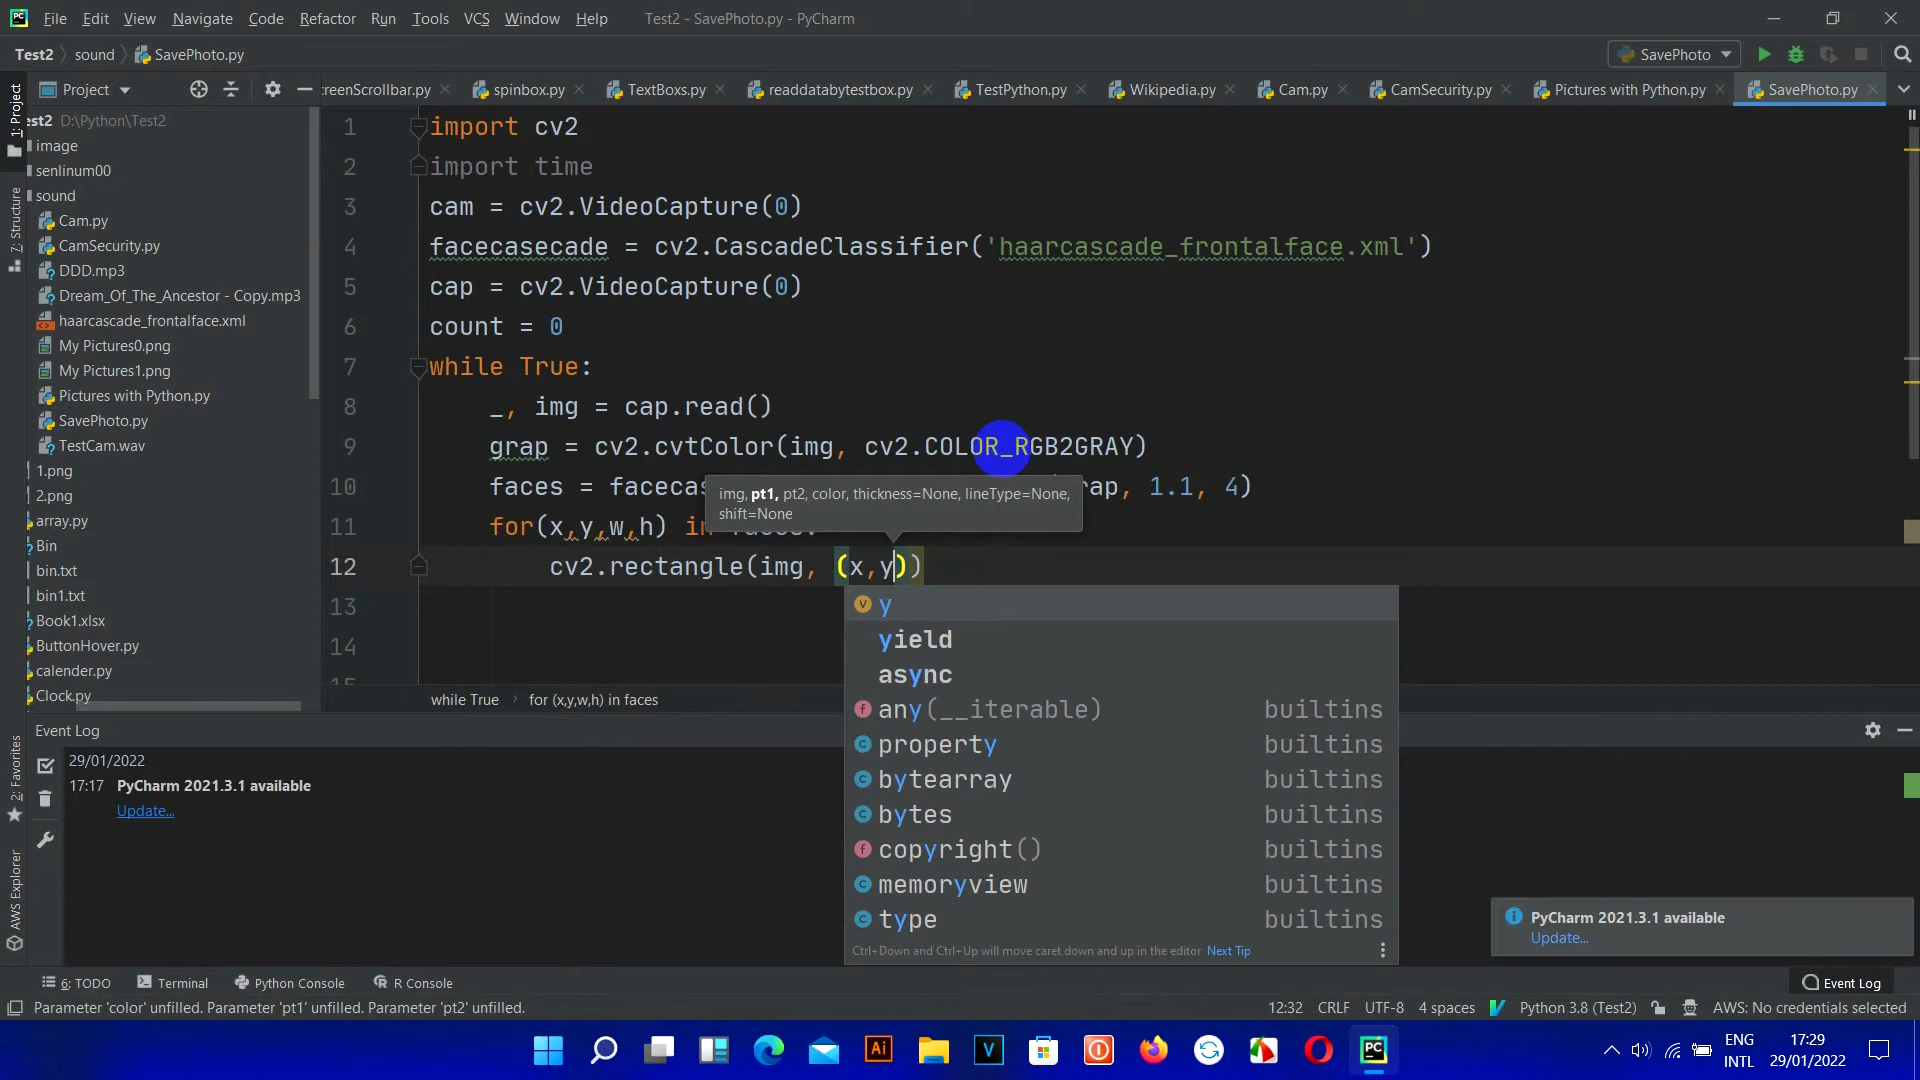 File Edit View Navigate Code Refactor Run Tools VCS Window Help Test2 - SavePhoto.py - PyCharm
Test2 sound SavePhoto.py SavePhoto
Project reenScrollbar.py spinbox.py TextBoxs.py readdatabytestbox.py TestPython.py Wikipedia.py Cam.py CamSecurity.py Pictures with Python.py SavePhoto.py
1: Project
7: Structure
2: Favorites
AWS Explorer
est2 D:\Python\Test2
image
senlinum00
sound
Cam.py
CamSecurity.py
DDD.mp3
Dream_Of_The_Ancestor - Copy.mp3
haarcascade_frontalface.xml
My Pictures0.png
My Pictures1.png
Pictures with Python.py
SavePhoto.py
TestCam.wav
1.png
2.png
array.py
Bin
bin.txt
bin1.txt
Book1.xlsx
ButtonHover.py
calender.py
Clock.py
1 import cv2
2 import time
3 cam = cv2.VideoCapture(0)
4 facecasecade = cv2.CascadeClassifier('haarcascade_frontalface.xml')
5 cap = cv2.VideoCapture(0)
6 count = 0
7 while True:
8 _, img = cap.read()
9 grap = cv2.cvtColor(img, cv2.COLOR_RGB2GRAY)
10 faces = facecas rap, 1.1, 4)
img, pt1, pt2, color, thickness=None, lineType=None,
shift=None
11 for(x,y,w,h) in faces:
12 cv2.rectangle(img, (x,y))
13
14
15
y
yield
async
any(__iterable) builtins
property builtins
bytearray builtins
bytes builtins
copyright() builtins
memoryview builtins
type builtins
Ctrl+Down and Ctrl+Up will move caret down and up in the editor Next Tip
while True for (x,y,w,h) in faces
Event Log
29/01/2022
17:17 PyCharm 2021.3.1 available
Update...
PyCharm 2021.3.1 available
Update...
6: TODO Terminal Python Console R Console Event Log
Parameter 'color' unfilled. Parameter 'pt1' unfilled. Parameter 'pt2' unfilled. 12:32 CRLF UTF-8 4 spaces Python 3.8 (Test2) AWS: No credentials selected
Ai V PC
ENG
INTL
17:29
29/01/2022